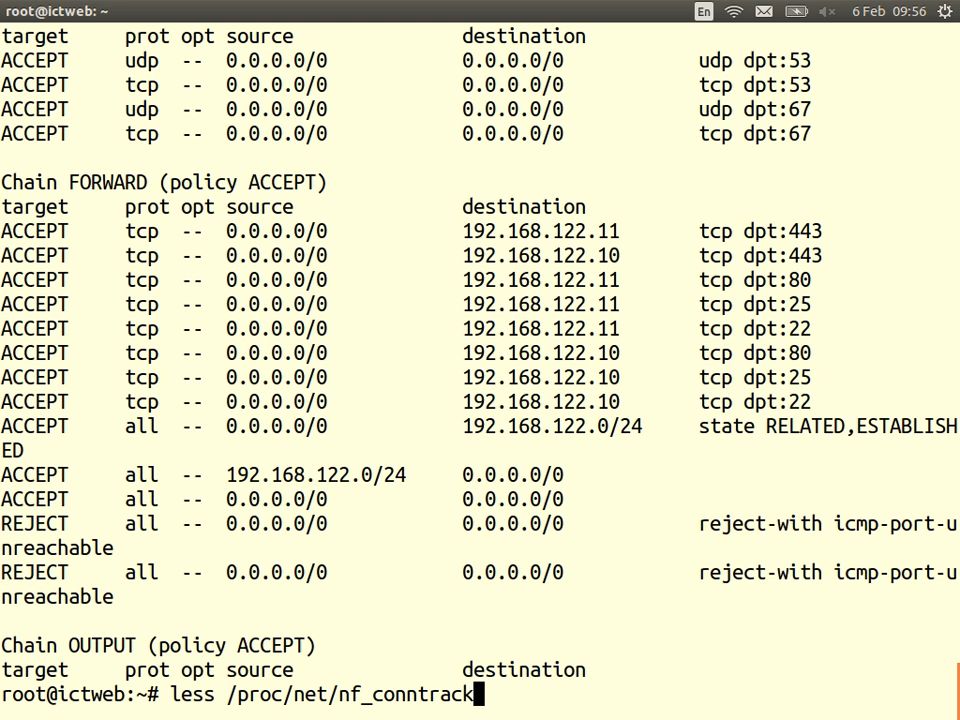 root@ictweb: ~ En 6 Feb 09:56
target prot opt source destination
ACCEPT udp -- 0.0.0.0/0 0.0.0.0/0 udp dpt:53
ACCEPT tcp -- 0.0.0.0/0 0.0.0.0/0 tcp dpt:53
ACCEPT udp -- 0.0.0.0/0 0.0.0.0/0 udp dpt:67
ACCEPT tcp -- 0.0.0.0/0 0.0.0.0/0 tcp dpt:67
Chain FORWARD (policy ACCEPT)
target prot opt source destination
ACCEPT tcp -- 0.0.0.0/0 192.168.122.11 tcp dpt:443
ACCEPT tcp -- 0.0.0.0/0 192.168.122.10 tcp dpt:443
ACCEPT tcp -- 0.0.0.0/0 192.168.122.11 tcp dpt:80
ACCEPT tcp -- 0.0.0.0/0 192.168.122.11 tcp dpt:25
ACCEPT tcp -- 0.0.0.0/0 192.168.122.11 tcp dpt:22
ACCEPT tcp -- 0.0.0.0/0 192.168.122.10 tcp dpt:80
ACCEPT tcp -- 0.0.0.0/0 192.168.122.10 tcp dpt:25
ACCEPT tcp -- 0.0.0.0/0 192.168.122.10 tcp dpt:22
ACCEPT all -- 0.0.0.0/0 192.168.122.0/24 state RELATED,ESTABLISH
ED
ACCEPT all -- 192.168.122.0/24 0.0.0.0/0
ACCEPT all -- 0.0.0.0/0 0.0.0.0/0
REJECT all -- 0.0.0.0/0 0.0.0.0/0 reject-with icmp-port-u
nreachable
REJECT all -- 0.0.0.0/0 0.0.0.0/0 reject-with icmp-port-u
nreachable
Chain OUTPUT (policy ACCEPT)
target prot opt source destination
root@ictweb:~# less /proc/net/nf_conntrack